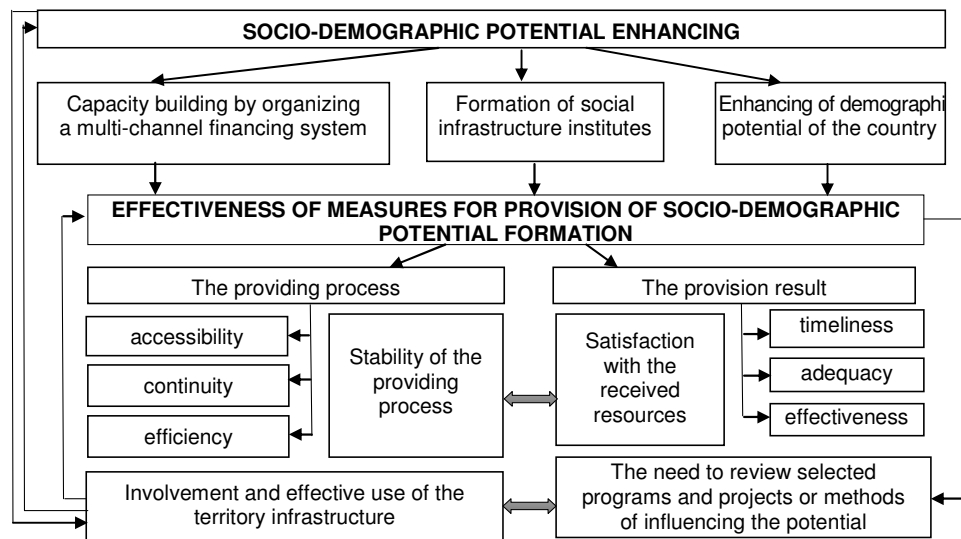 SOCIO-DEMOGRAPHIC POTENTIAL ENHANCING
Capacity building by organizing
a multi-channel financing system
Formation of social
infrastructure institutes
Enhancing of demographi
potential of the country
EFFECTIVENESS OF MEASURES FOR PROVISION OF SOCIO-DEMOGRAPHIC
POTENTIAL FORMATION
The providing process
The provision result
accessibility
continuity
efficiency
Stability of the
providing
process
Satisfaction
with the
received
resources
timeliness
adequacy
effectiveness
Involvement and effective use of the
territory infrastructure
The need to review selected
programs and projects or methods
of influencing the potential